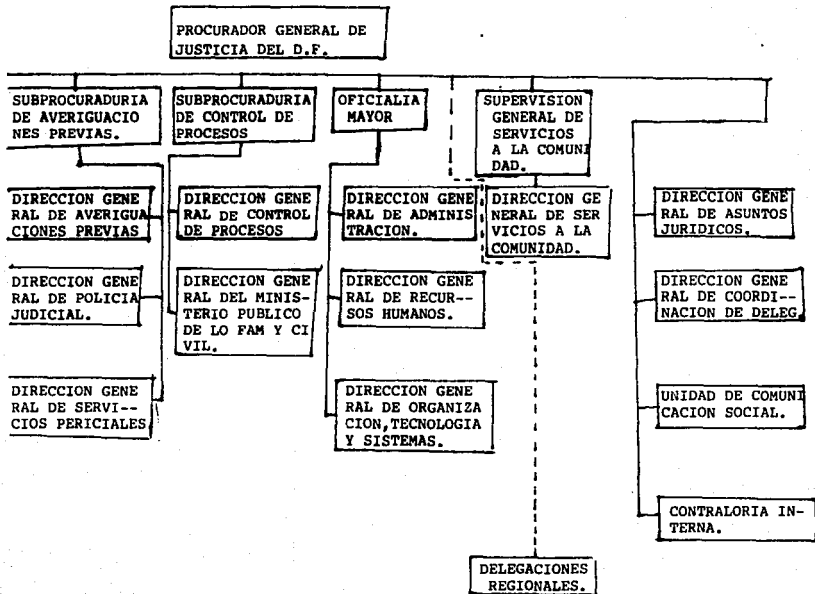 PROCURADOR GENERAL DE
JUSTICIA DEL D.F.
SUBPROCURADURIA
DE AVERIGUACIO
NES PREVIAS.
SUBPROCURADURIA
DE CONTROL DE
PROCESOS
OFICIALIA
MAYOR
SUPERVISION
GENERAL DE
SERVICIOS
A LA COMUNI
DAD.
DIRECCION GENE
RAL DE AVERIGUA
CIONES PREVIAS
DIRECCION GENE
RAL DE CONTROL
DE PROCESOS
DIRECCION GENE
RAL DE ADMINIS
TRACION.
DIRECCION GE
NERAL DE SER
VICIOS A LA
COMUNIDAD.
DIRECCION GENE
RAL DE ASUNTOS
JURIDICOS.
DIRECCION GENE
RAL DE POLICIA
JUDICIAL.
DIRECCION GENE
RAL DEL MINIS-
TERIO PUBLICO
DE LO FAM Y CI
VIL.
DIRECCION GENE
RAL DE RECUR--
SOS HUMANOS.
DIRECCION GENE
RAL DE COORDI--
NACION DE DELEG.
DIRECCION GENE
RAL DE SERVI--
CIOS PERICIALES
DIRECCION GENE
RAL DE ORGANIZA
CION,TECNOLOGIA
Y SISTEMAS.
UNIDAD DE COMUNI
CACION SOCIAL.
CONTRALORIA IN-
TERNA.
DELEGACIONES
REGIONALES.